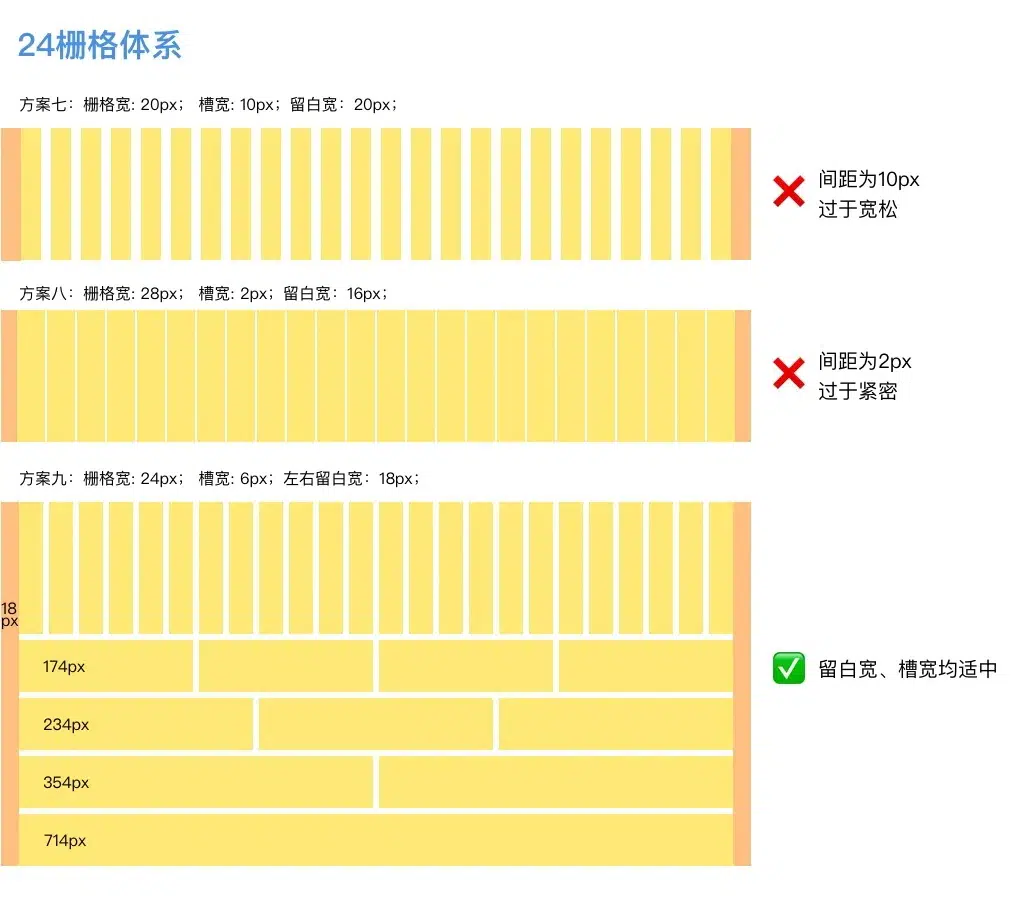 24栅格体系
方案七：栅格宽: 20px； 槽宽: 10px；留白宽：20px；
间距为10px
过于宽松
方案八：栅格宽: 28px； 槽宽: 2px；留白宽：16px；
间距为2px
过于紧密
方案九：栅格宽: 24px； 槽宽: 6px；左右留白宽：18px；
18
px
174px
留白宽、槽宽均适中
234px
354px
714px